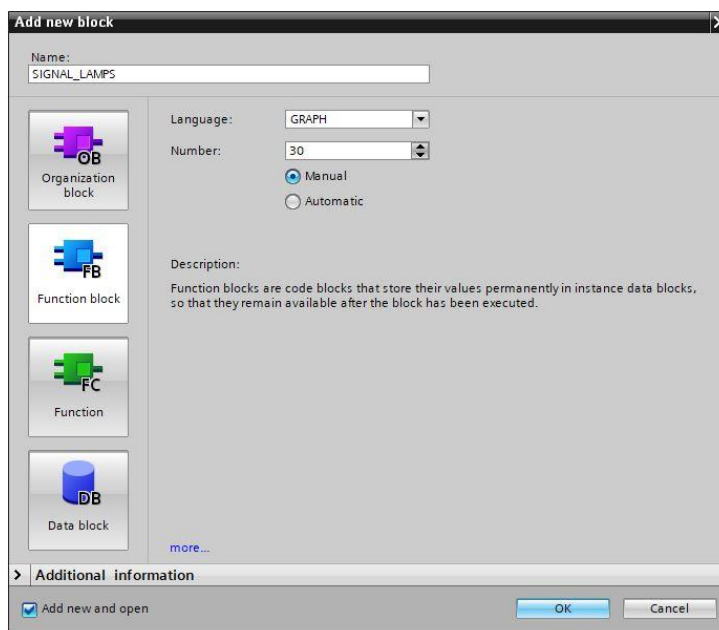 Add new block
Name:
SIGNAL_LAMPS
OB
Organization
block
FB
Function block
FC
Function
DB
Data block
Language:
GRAPH
Number:
30
Manual
Automatic
Description:
Function blocks are code blocks that store their values permanently in instance data blocks,
so that they remain available after the block has been executed.
more...
Additional information
Add new and open
OK
Cancel